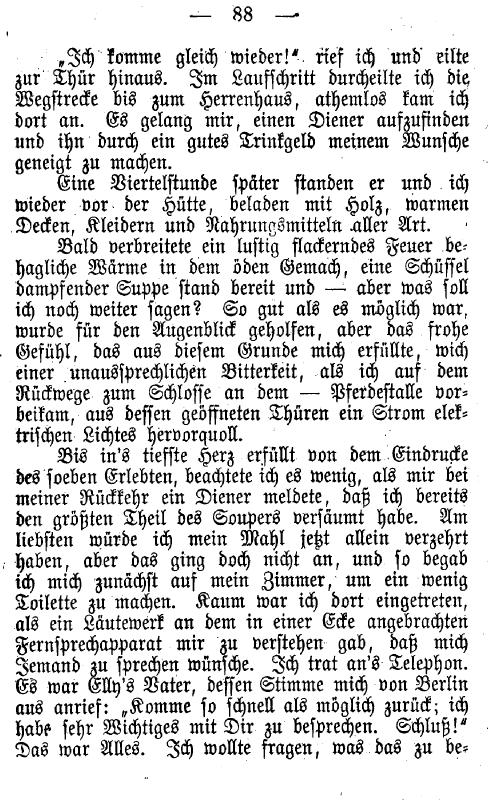 — 88 —
„Ich komme gleich wieder!“ rief ich und eilte
zur Thür hinaus. Im Laufschritt durcheilte ich die
Wegstrecke bis zum Herrenhaus, athemlos kam ich
dort an. Es gelang mir, einen Diener aufzufinden
und ihn durch ein gutes Trinkgeld meinem Wunsche
geneigt zu machen.
Eine Viertelstunde später standen er und ich
wieder vor der Hütte, beladen mit Holz, warmen
Decken, Kleidern und Nahrungsmitteln aller Art.
Bald verbreitete ein lustig flackerndes Feuer be-
hagliche Wärme in dem öden Gemach, eine Schüssel
dampfender Suppe stand bereit und — aber was soll
ich noch weiter sagen? So gut als es möglich war,
wurde für den Augenblick geholfen, aber das frohe
Gefühl, das aus diesem Grunde mich erfüllte, wich
einer unaussprechlichen Bitterkeit, als ich auf dem
Rückwege zum Schlosse an dem — Pferdestalle vor-
beikam, aus dessen geöffneten Thüren ein Strom elek-
trischen Lichtes hervorquoll.
Bis in's tiefste Herz erfüllt von dem Eindrucke
des soeben Erlebten, beachtete ich es wenig, als mir bei
meiner Rückkehr ein Diener meldete, daß ich bereits
den größten Theil des Soupers versäumt habe. Am
liebsten würde ich mein Mahl jetzt allein verzehrt
haben, aber das ging doch nicht an, und so begab
ich mich zunächst auf mein Zimmer, um ein wenig
Toilette zu machen. Kaum war ich dort eingetreten,
als ein Läutewerk an dem in einer Ecke angebrachten
Fernsprechapparat mir zu verstehen gab, daß mich
Jemand zu sprechen wünsche. Ich trat an's Telephon.
Es war Elly's Vater, dessen Stimme mich von Berlin
aus anrief: „Komme so schnell als möglich zurück; ich
habe sehr Wichtiges mit Dir zu besprechen. Schluß!“
Das war Alles. Ich wollte fragen, was das zu be-